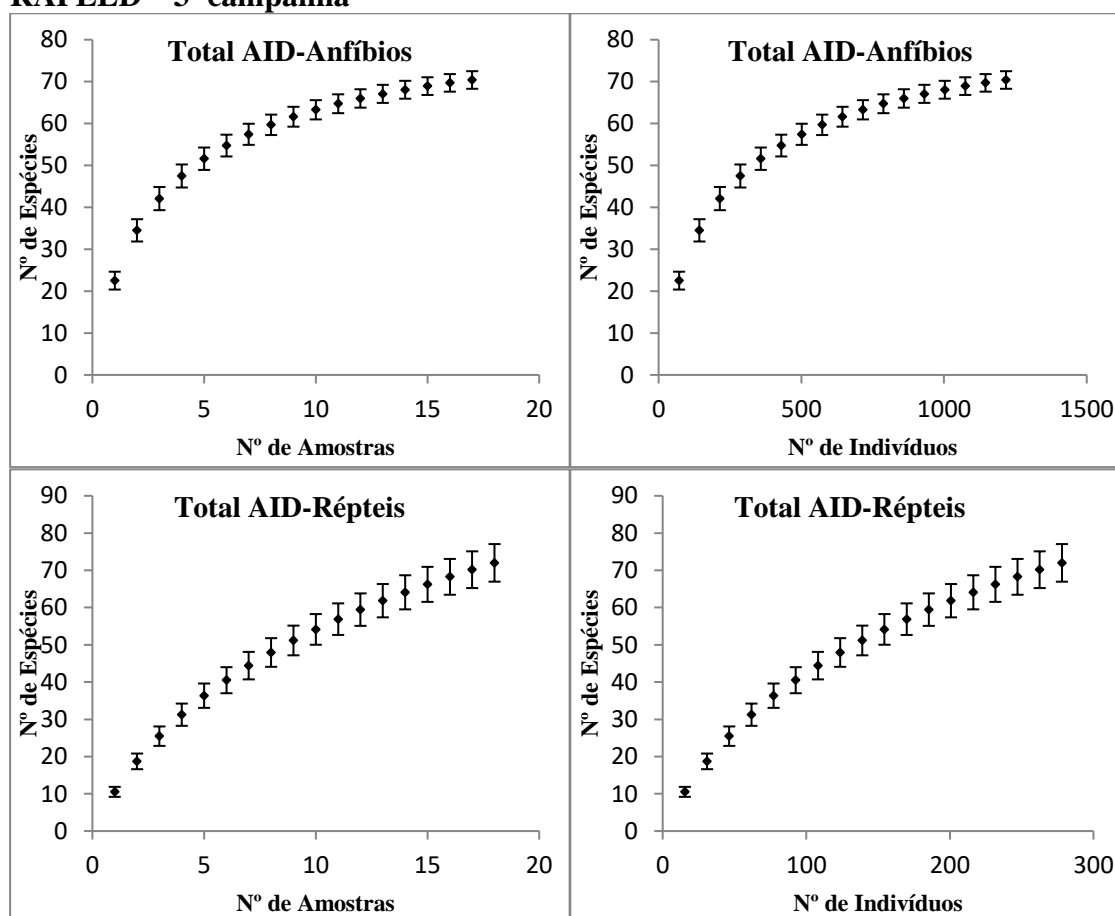 RAPELD campanha
Total AID-Anfíbios
Nº de Espécies
80
70
60
50
40
30
20
10
0
0 5 10 15 20
Nº de Amostras
Total AID-Anfíbios
Nº de Espécies
80
70
60
50
40
30
20
10
0
0 500 1000 1500
Nº de Indivíduos
Total AID-Répteis
Nº de Espécies
90
80
70
60
50
40
30
20
10
0
0 5 10 15 20
Nº de Amostras
Total AID-Répteis
Nº de Espécies
90
80
70
60
50
40
30
20
10
0
0 100 200 300
Nº de Indivíduos